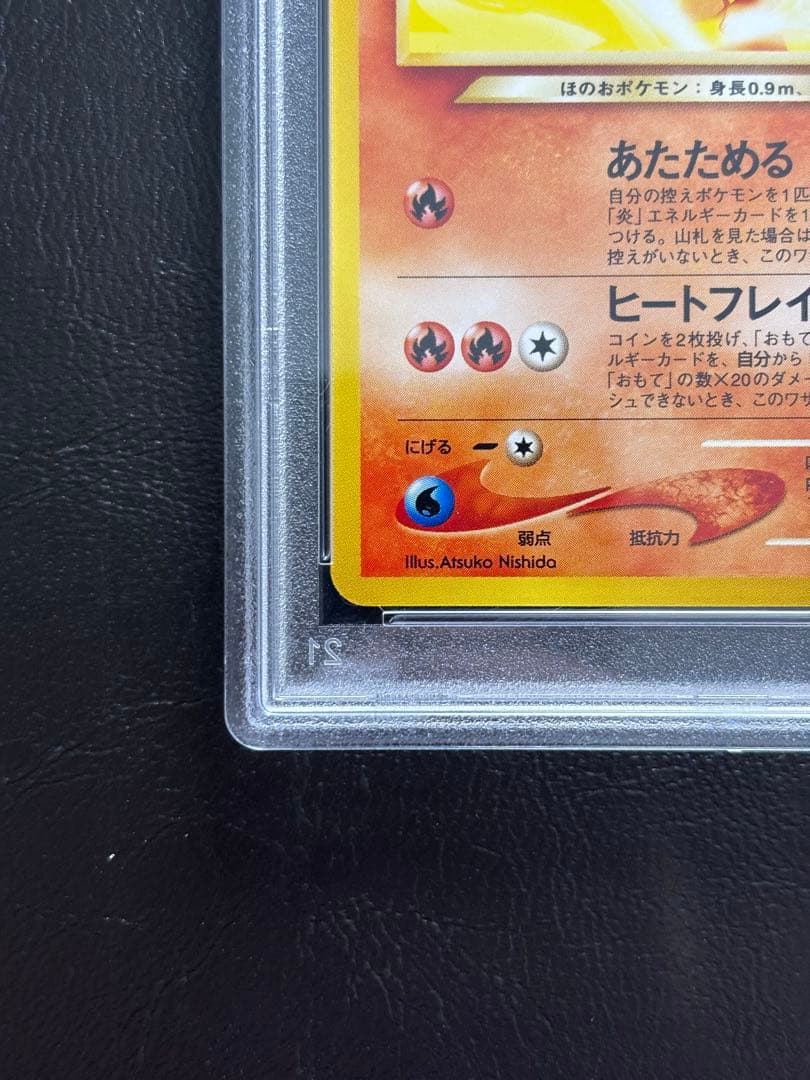 ほのおポケモン：身長0.9m、
あたためる
自分の控えポケモンを1匹
「炎」エネルギーカードを1
つける。山札を見た場合は
控えがいないとき、このワ
ヒートフレイ
コインを2枚投げ、「おもて
ルギーカードを、自分から
「おもて」の数×20のダメー
シュできないとき、このワザ
にげる
弱点
抵抗力
Illus.Atsuko Nishida
21